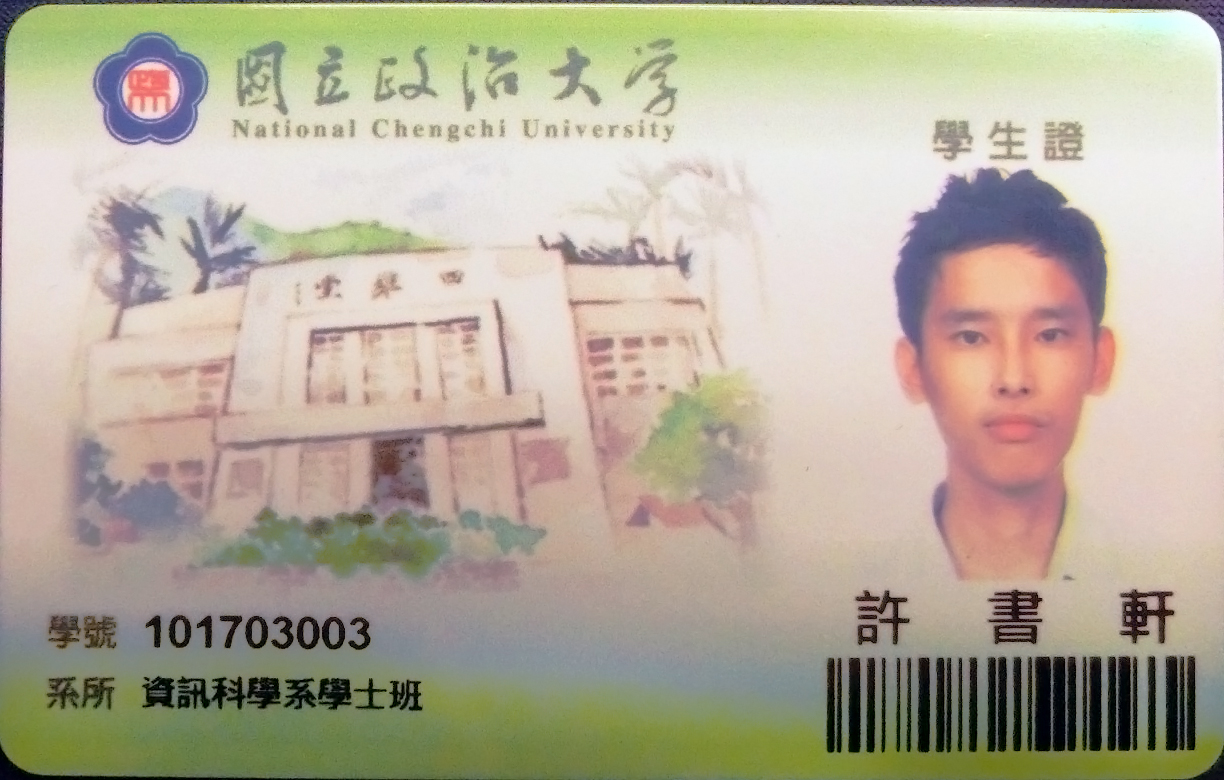 國立政治大学
National Chengchi University
學生證
四維堂
許書軒
學號 101703003
系所 資訊科學系學士班